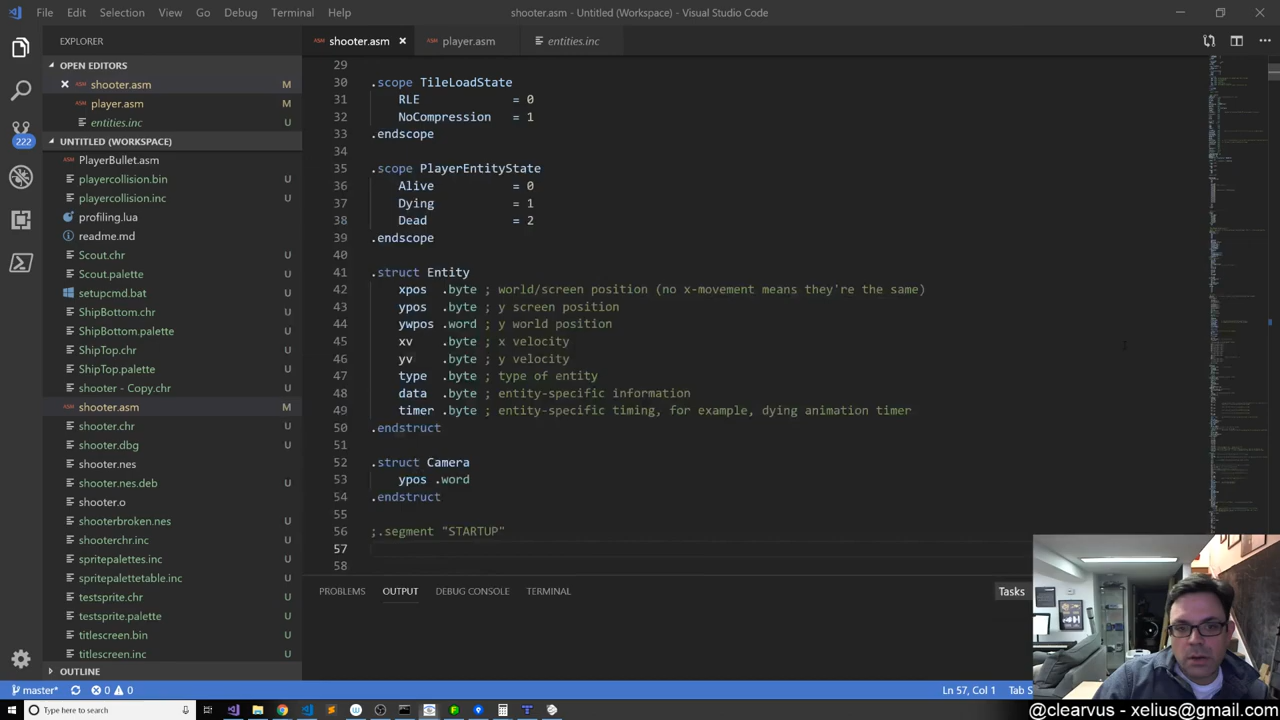 File Edit Selection View Go Debug Terminal Help
shooter.asm - Untitled (Workspace) - Visual Studio Code
EXPLORER
OPEN EDITORS
shooter.asm M
player.asm M
entities.inc U
UNTITLED (WORKSPACE)
PlayerBullet.asm
playercollision.bin U
playercollision.inc U
profiling.lua
readme.md
Scout.chr U
Scout.palette U
setupcmd.bat U
ShipBottom.chr U
ShipBottom.palette U
ShipTop.chr U
ShipTop.palette U
shooter - Copy.chr U
shooter.asm M
shooter.chr U
shooter.dbg U
shooter.nes
shooter.nes.deb U
shooter.o
shooterbroken.nes U
shooterchr.inc U
spritepalettes.inc U
spritepalettetable.inc U
testsprite.chr U
testsprite.palette U
titlescreen.bin U
titlescreen.inc U
OUTLINE
222
shooter.asm player.asm entities.inc
29
30 .scope TileLoadState
31 RLE = 0
32 NoCompression = 1
33 .endscope
34
35 .scope PlayerEntityState
36 Alive = 0
37 Dying = 1
38 Dead = 2
39 .endscope
40
41 .struct Entity
42 xpos .byte ; world/screen position (no x-movement means they're the same)
43 ypos .byte ; y screen position
44 ywpos .word ; y world position
45 xv .byte ; x velocity
46 yv .byte ; y velocity
47 type .byte ; type of entity
48 data .byte ; entity-specific information
49 timer .byte ; entity-specific timing, for example, dying animation timer
50 .endstruct
51
52 .struct Camera
53 ypos .word
54 .endstruct
55
56 ;.segment "STARTUP"
57
58
PROBLEMS OUTPUT DEBUG CONSOLE TERMINAL Tasks
master* 0 0 Ln 57, Col 1 Tab S
Type here to search
@clearvus - xelius@gmail.com